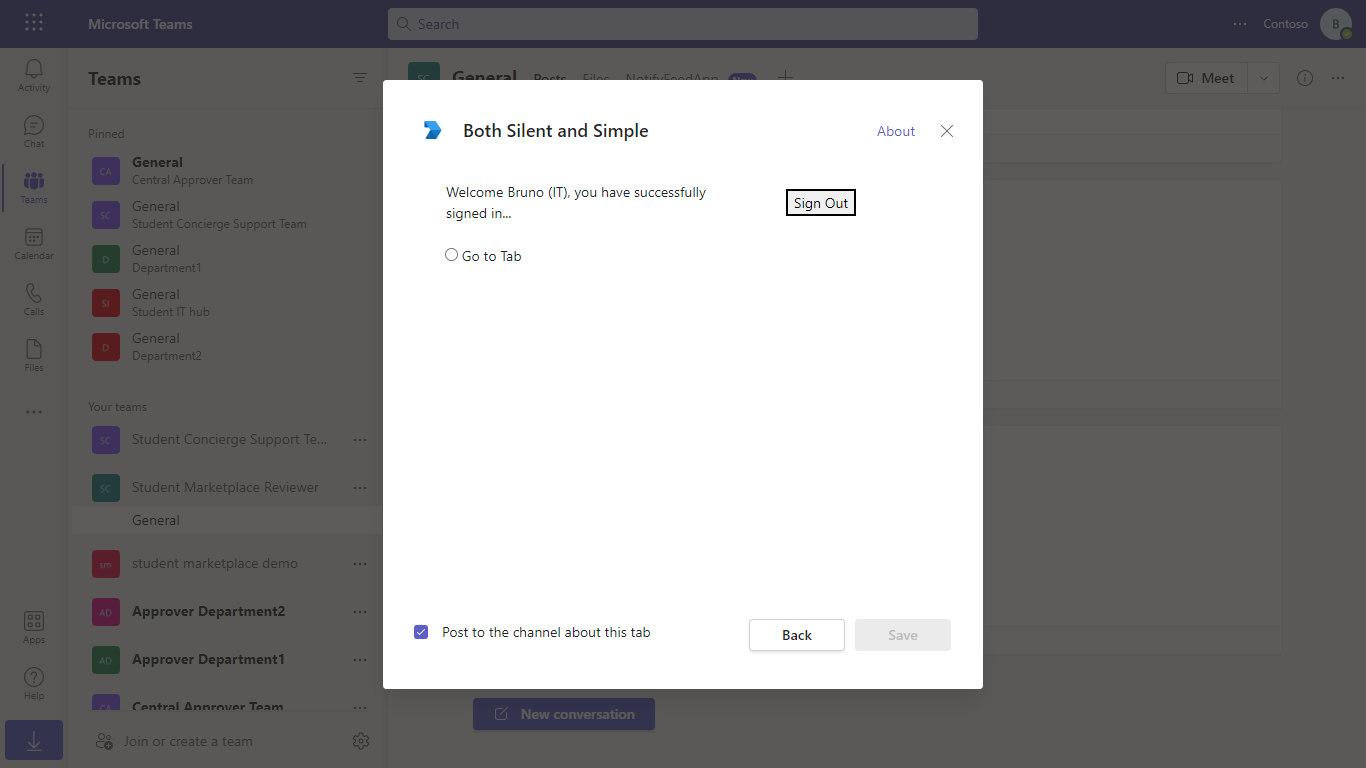 Microsoft Teams
Search
Contoso
B
Activity
Chat
Teams
Calendar
Calls
Files
Apps
Help
Teams
Pinned
CA
General
Central Approver Team
SC
General
Student Concierge Support Team
D
General
Department1
SI
General
Student IT hub
D
General
Department2
Your teams
SC
Student Concierge Support Te...
SC
Student Marketplace Reviewer
General
sm
student marketplace demo
AD
Approver Department2
AD
Approver Department1
CA
Central Approver Team
Join or create a team
SC
General
Posts
Files
NotifyFeedApp
New
Meet
Both Silent and Simple
About
Welcome Bruno (IT), you have successfully
signed in...
Sign Out
Go to Tab
Post to the channel about this tab
Back
Save
New conversation